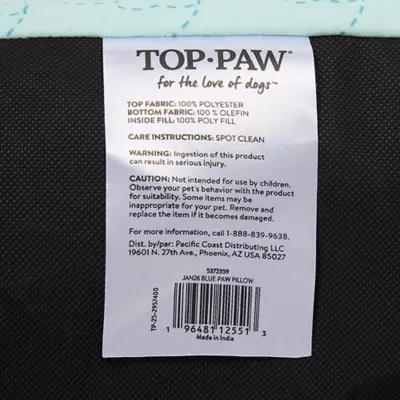 TOP·PAW®
for the love of dogs™
TOP FABRIC: 100% POLYESTER
BOTTOM FABRIC: 100 % OLEFIN
INSIDE FILL: 100% POLY FILL
CARE INSTRUCTIONS: SPOT CLEAN
WARNING: Ingestion of this product
can result in serious injury.
CAUTION: Not intended for use by children.
Observe your pet's behavior with the product
for suitability. Some items may be
inappropriate for your pet. Remove and
replace the item if it becomes damaged.
For more information, call 1-888-839-9638.
Dist. by/par: Pacific Coast Distributing LLC
19601 N. 27th Ave., Phoenix, AZ USA 85027
5372359
JAN26 BLUE PAW PILLOW
TP-25-2957400
1 96481 12551 3
Made in India